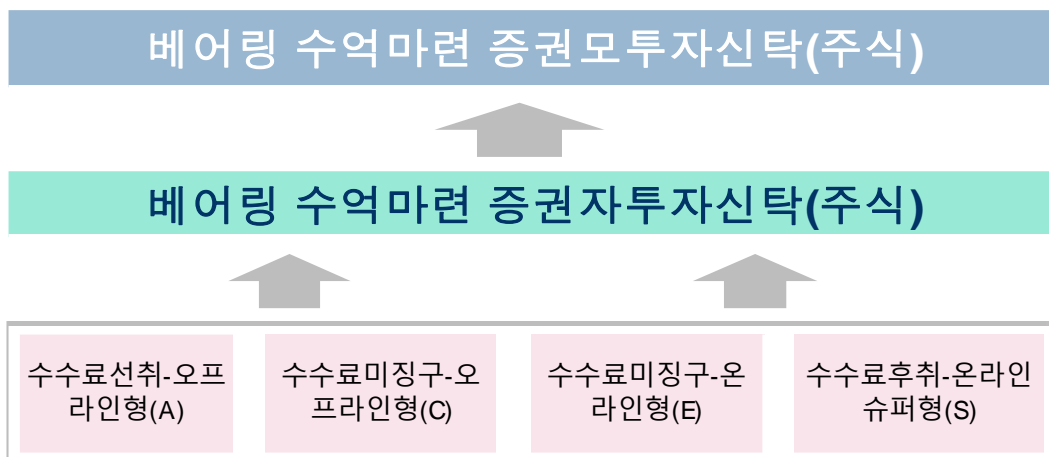 베어링 수억마련 증권모투자신탁(주식)
베어링 수억마련 증권자투자신탁(주식)
수수료선취-오프
라인형(A)
수수료미징구-오
프라인형(C)
수수료미징구-온
라인형(E)
수수료후취-온라인
슈퍼형(S)